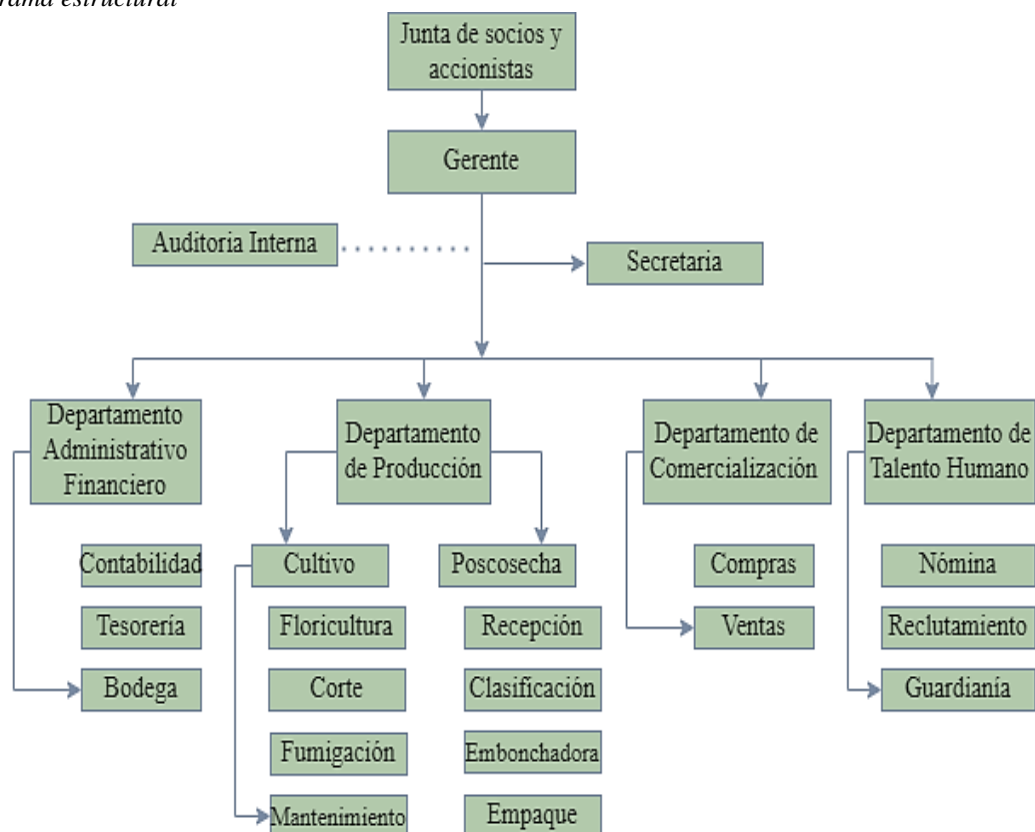 estructural
Junta de socios y
accionistas
Gerente
Auditoria Interna
Secretaria
Departamento
Administrativo
Financiero
Departamento
de Producción
Departamento de
Comercialización
Departamento de
Talento Humano
Contabilidad
Tesorería
Bodega
Cultivo
Floricultura
Corte
Fumigación
Mantenimiento
Poscosecha
Recepción
Clasificación
Embonchadora
Empaque
Compras
Ventas
Nómina
Reclutamiento
Guardianía